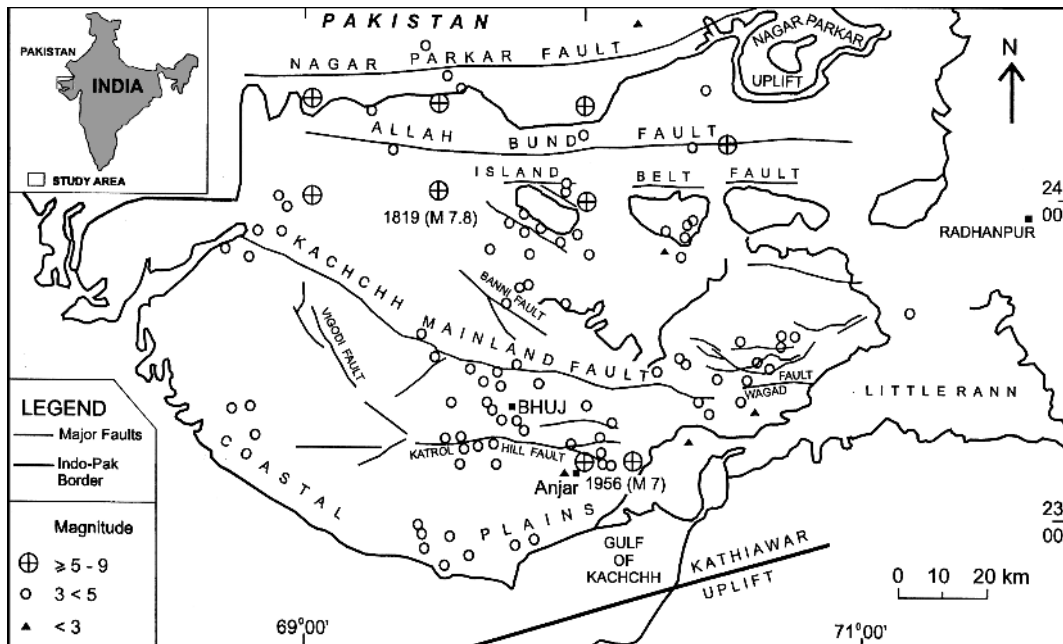 PAKISTAN
PAKISTAN
INDIA
STUDY AREA
NAGAR PARKAR FAULT
NAGAR PARKAR
UPLIFT
N
ALLAH BUND FAULT
ISLAND BELT FAULT
24
00
1819 (M 7.8)
RADHANPUR
KACHCHH MAINLAND FAULT
BANNI FAULT
VIGODI FAULT
FAULT
WAGAD
LITTLE RANN
BHUJ
KATROL HILL FAULT
Anjar
1956 (M 7)
ASTAL PLAINS
GULF
OF
KACHCHH
KATHIAWAR
UPLIFT
23
00
LEGEND
Major Faults
Indo-Pak
Border
Magnitude
⩾ 5 - 9
3 < 5
< 3
0 10 20 km
69°00'
71°00'